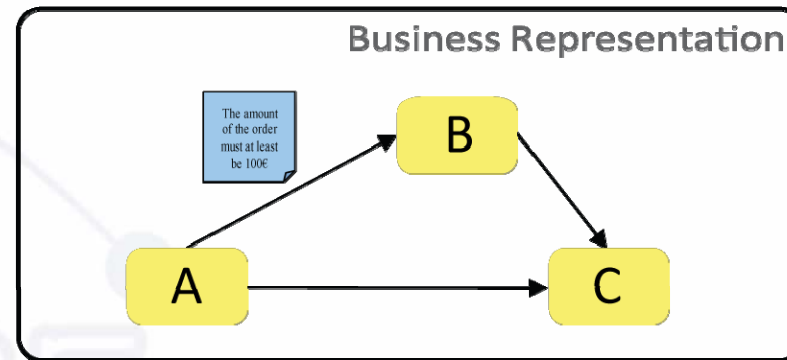 Business Representation
The amount
of the order
must at least
be 100€
B
A
C